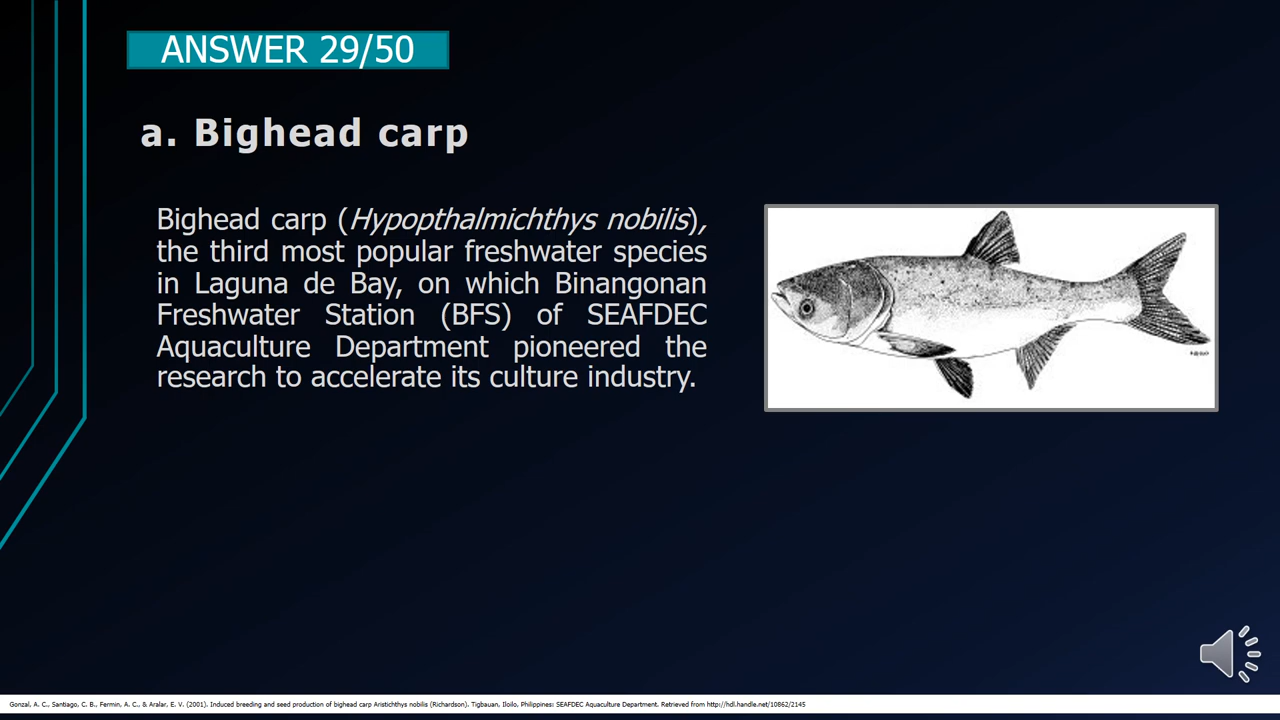 ANSWER 29/50
a. Bighead carp
Bighead carp (Hypopthalmichthys nobilis),
the third most popular freshwater species
in Laguna de Bay, on which Binangonan
Freshwater Station (BFS) of SEAFDEC
Aquaculture Department pioneered the
research to accelerate its culture industry.
Gonzal, A. C., Santiago, C. B., Fermin, A. C., & Aralar, E. V. (2001). Induced breeding and seed production of bighead carp Aristichthys nobilis (Richardson). Tigbauan, Iloilo, Philippines: SEAFDEC Aquaculture Department. Retrieved from http://hdl.handle.net/10862/2145